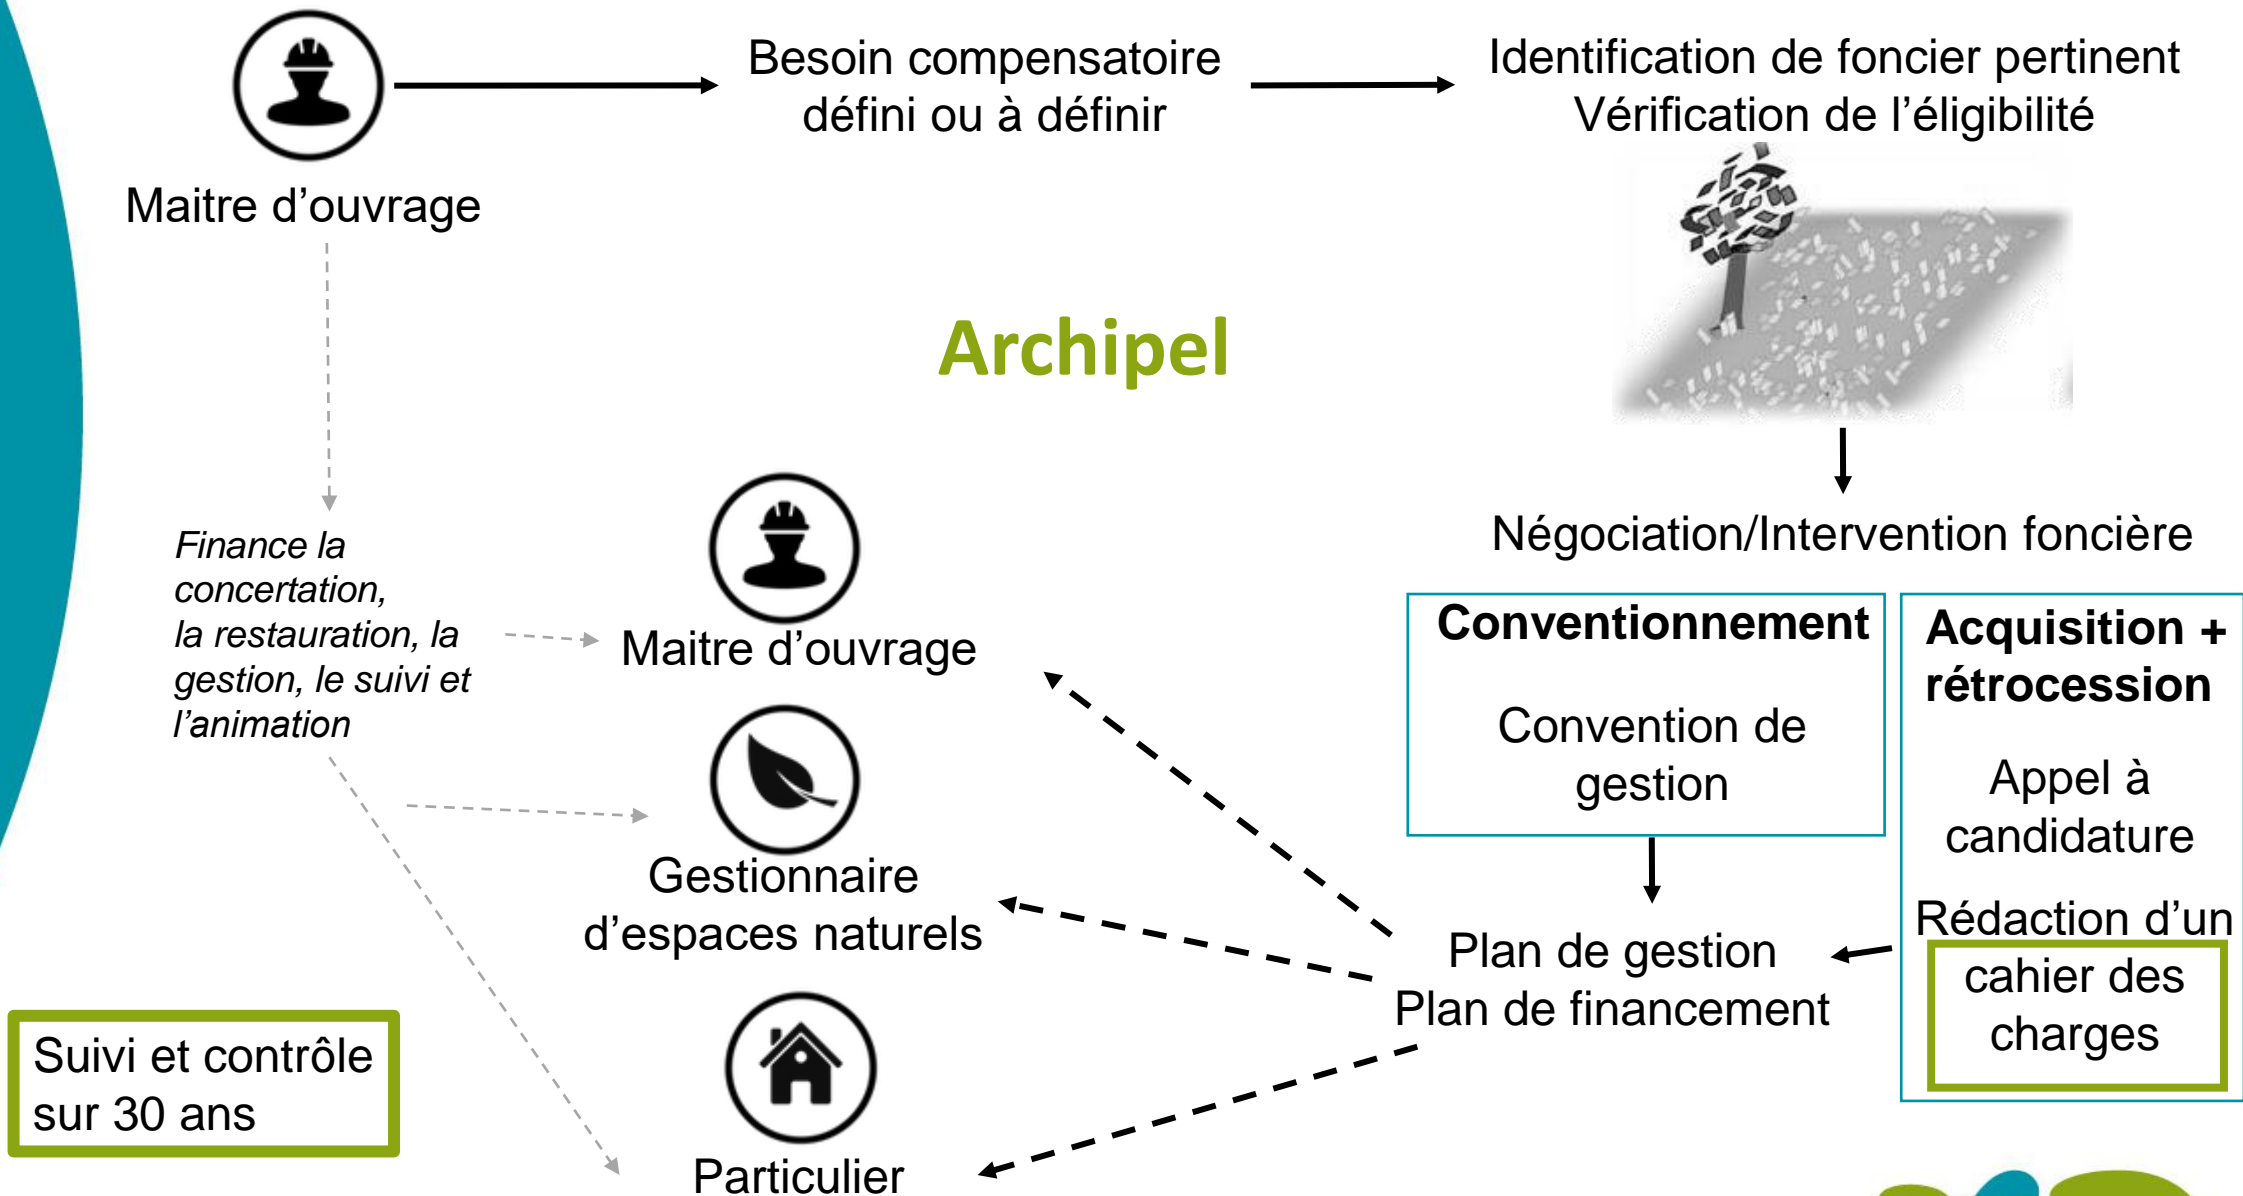 Maitre d’ouvrage
Besoin compensatoire
défini ou à définir
Identification de foncier pertinent
Vérification de l’éligibilité
Archipel
Négociation/Intervention foncière
Conventionnement
Convention de
gestion
Acquisition +
rétrocession
Appel à
candidature
Rédaction d’un
cahier des
charges
Plan de gestion
Plan de financement
Finance la
concertation,
la restauration, la
gestion, le suivi et
l’animation
Maitre d’ouvrage
Gestionnaire
d’espaces naturels
Particulier
Suivi et contrôle
sur 30 ans